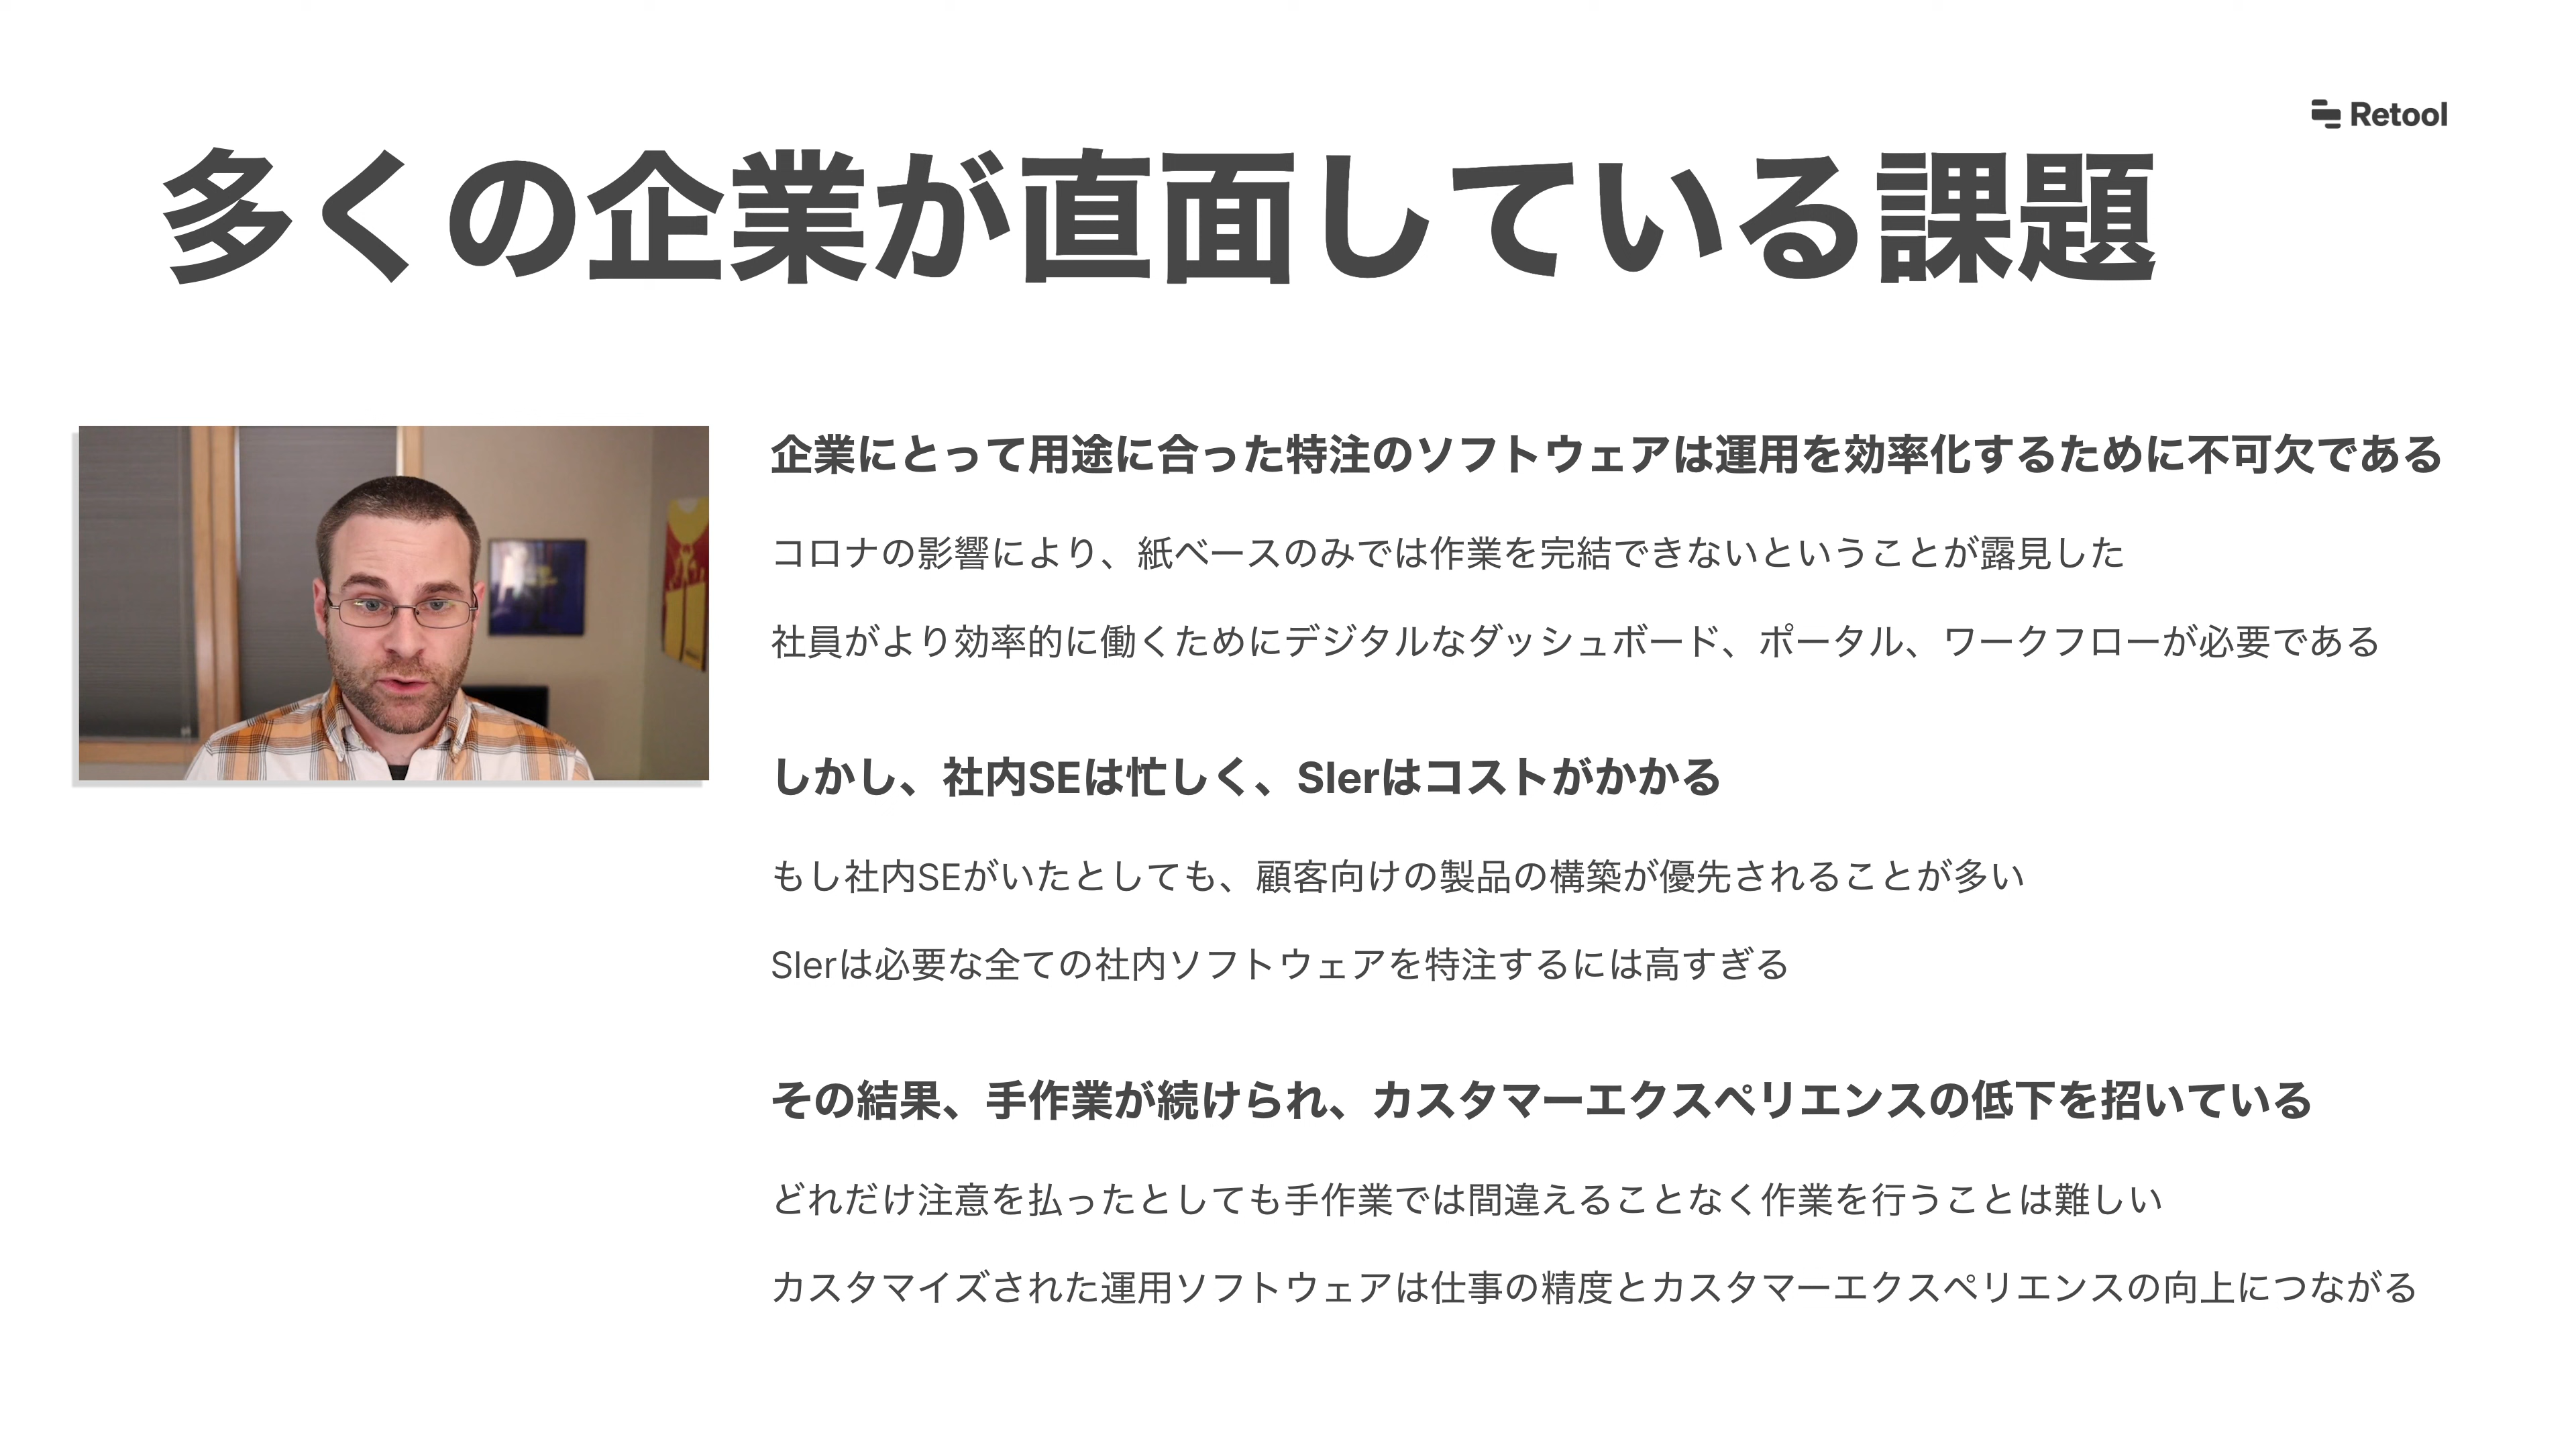 Retool
多くの企業が直面している課題
企業にとって用途に合った特注のソフトウェアは運用を効率化するために不可欠である
コロナの影響により、紙ベースのみでは作業を完結できないということが露見した
社員がより効率的に働くためにデジタルなダッシュボード、ポータル、ワークフローが必要である
しかし、社内SEは忙しく、SIerはコストがかかる
もし社内SEがいたとしても、顧客向けの製品の構築が優先されることが多い
SIerは必要な全ての社内ソフトウェアを特注するには高すぎる
その結果、手作業が続けられ、カスタマーエクスペリエンスの低下を招いている
どれだけ注意を払ったとしても手作業では間違えることなく作業を行うことは難しい
カスタマイズされた運用ソフトウェアは仕事の精度とカスタマーエクスペリエンスの向上につながる